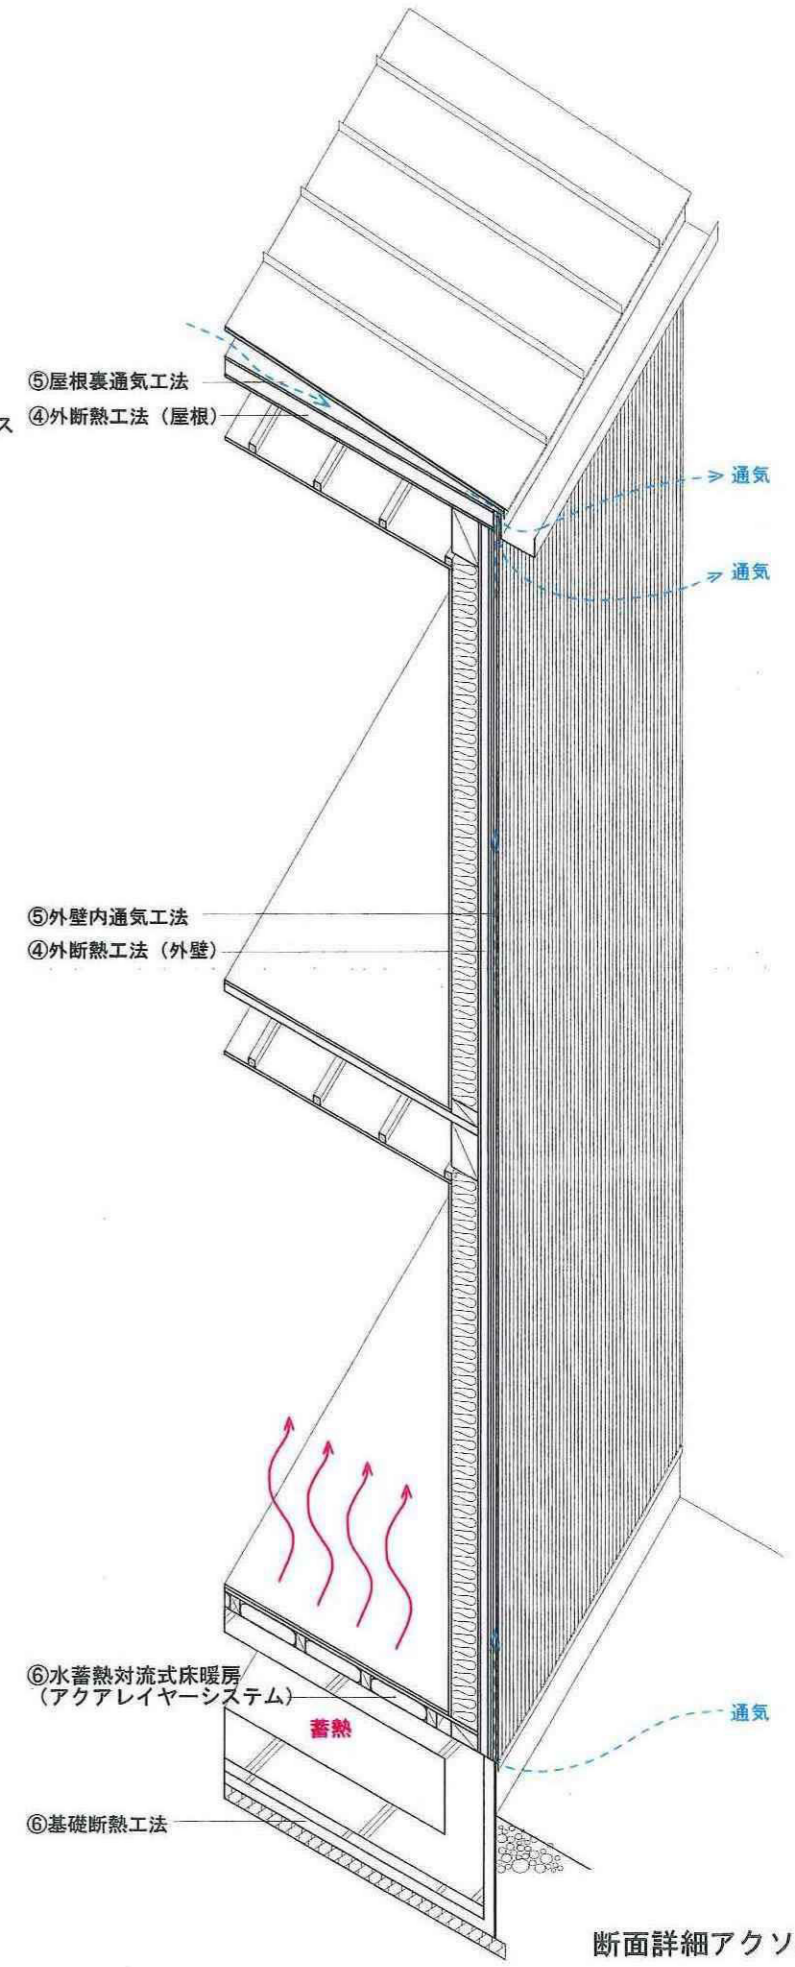 ⑤屋根裏通気工法
ス
④外断熱工法（屋根）
通気
通気
⑤外壁内通気工法
④外断熱工法（外壁）
⑥水蓄熱対流式床暖房
（アクアレイヤーシステム）
蓄熱
通気
⑥基礎断熱工法
断面詳細アクソ